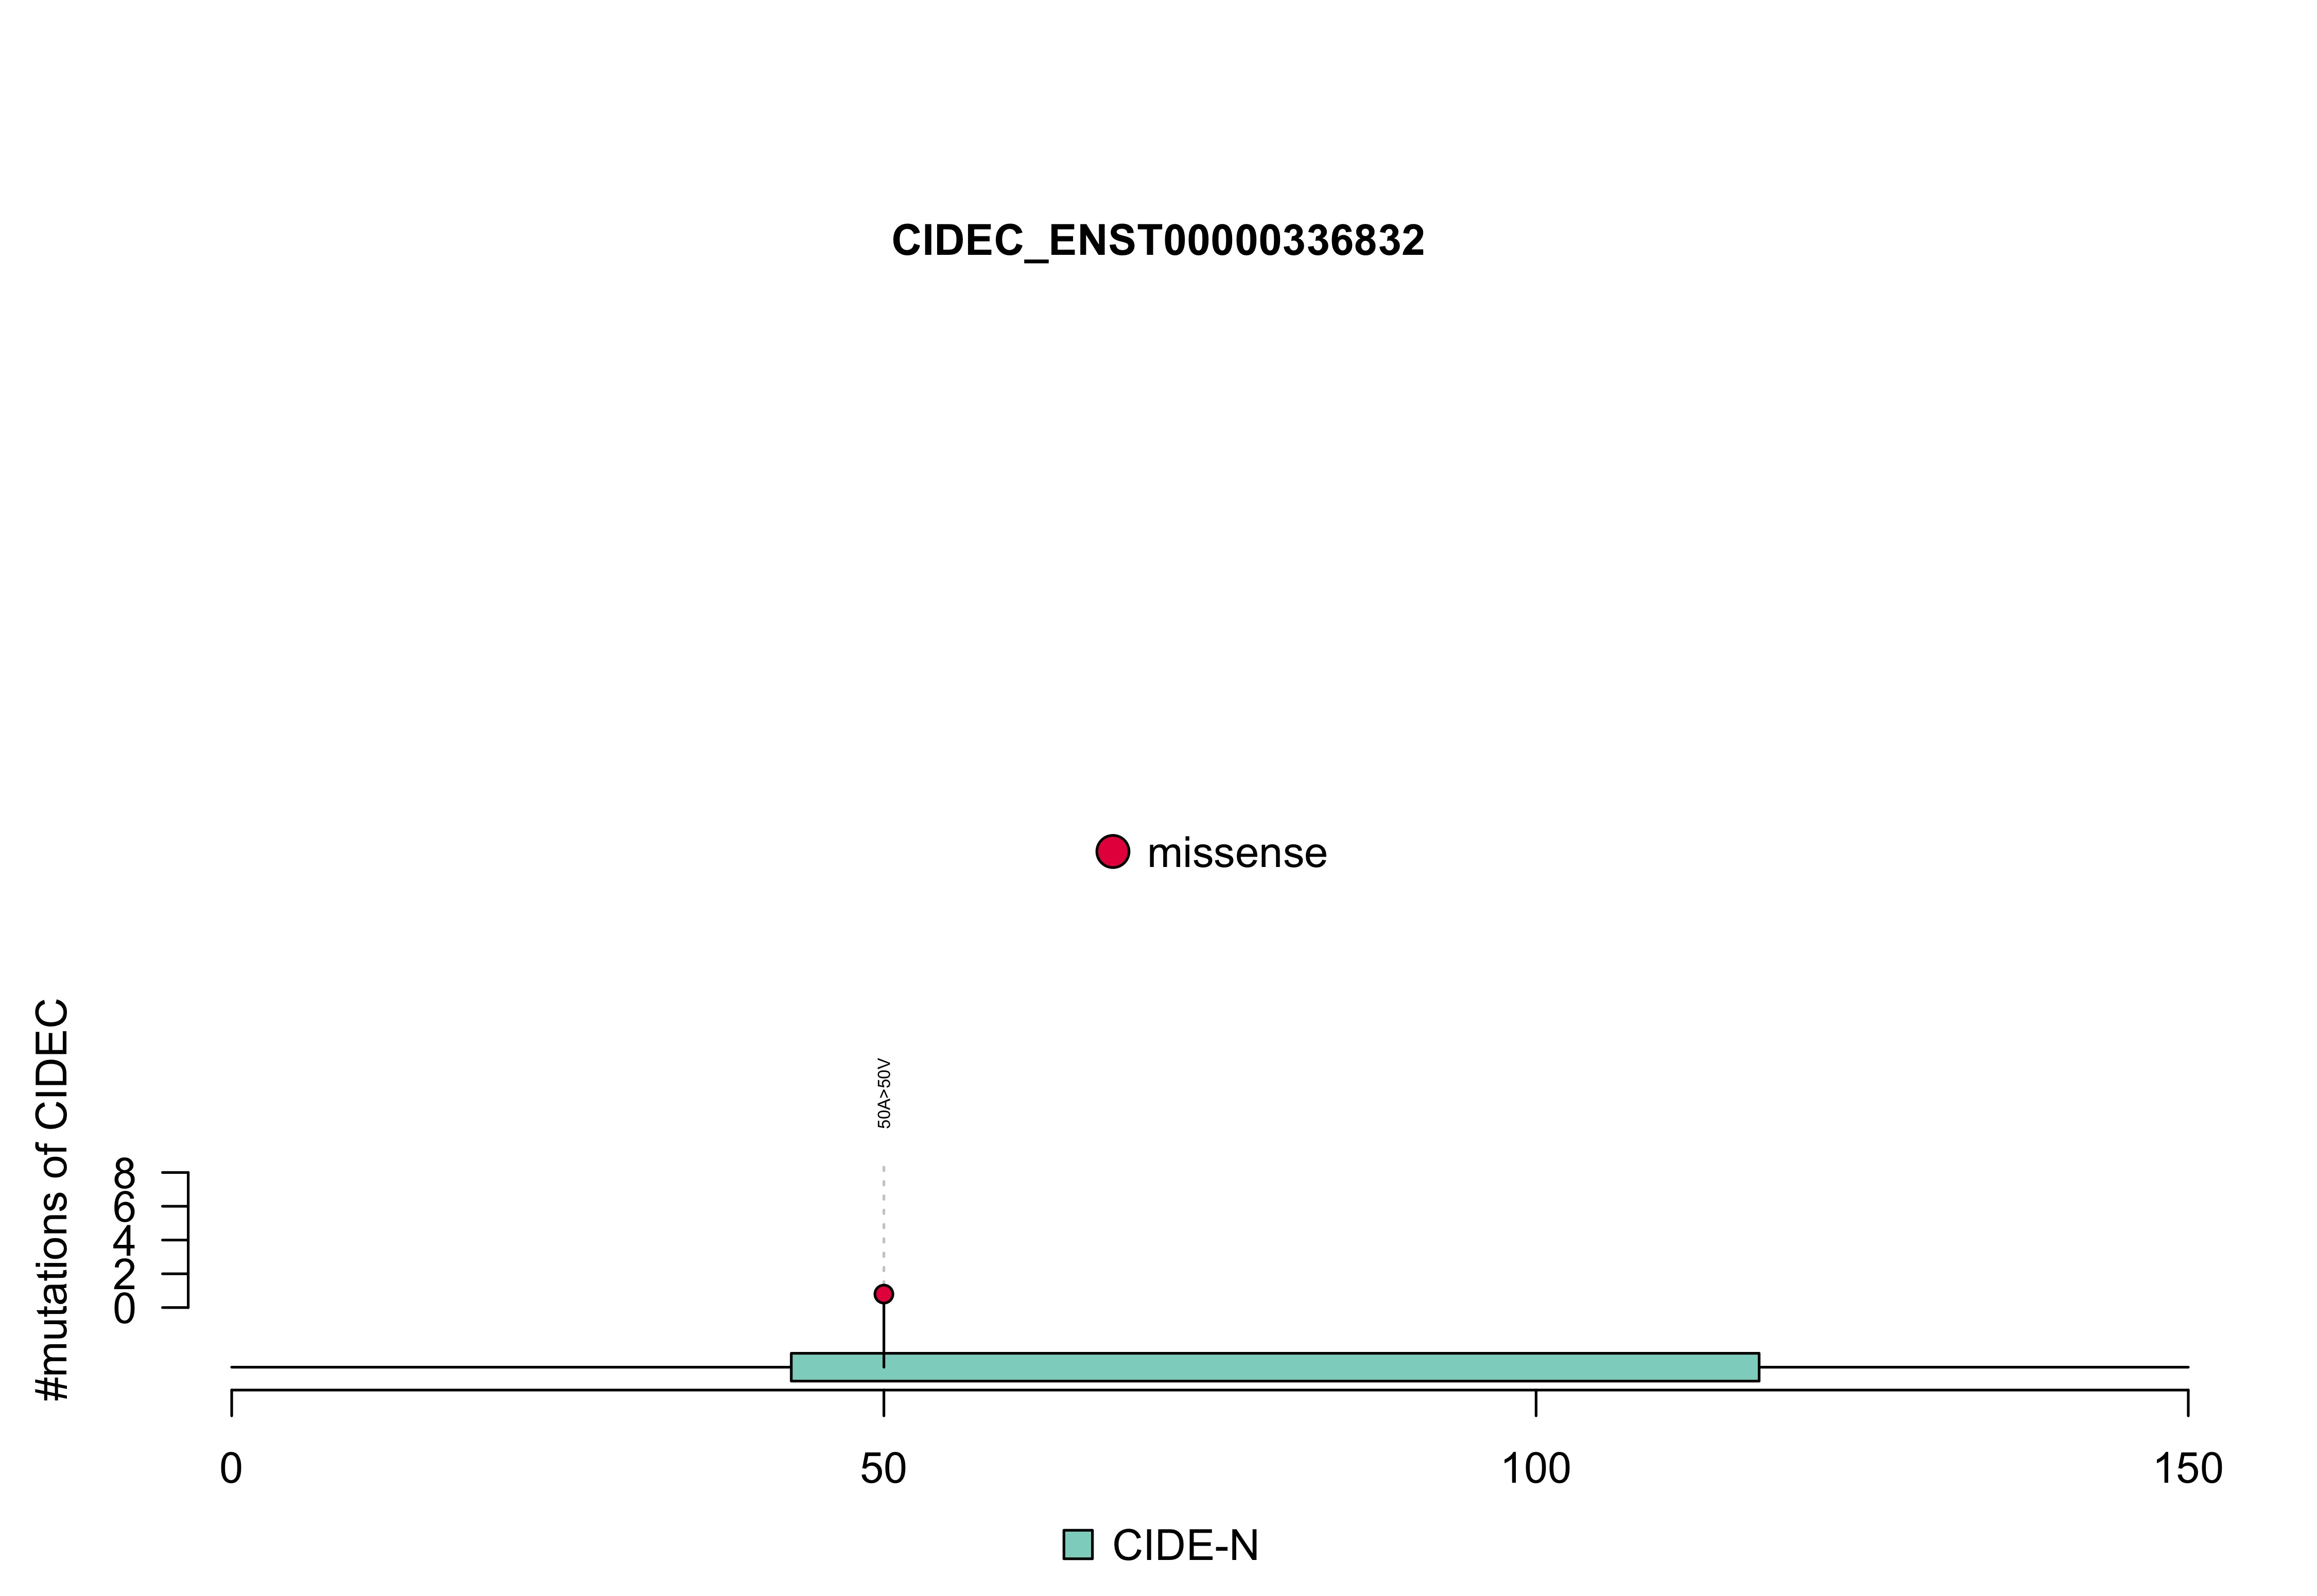 CIDEC_ENST00000336832
missense
#mutations of CIDEC
50A>50V
8
6
4
2
0
0
50
100
150
CIDE-N